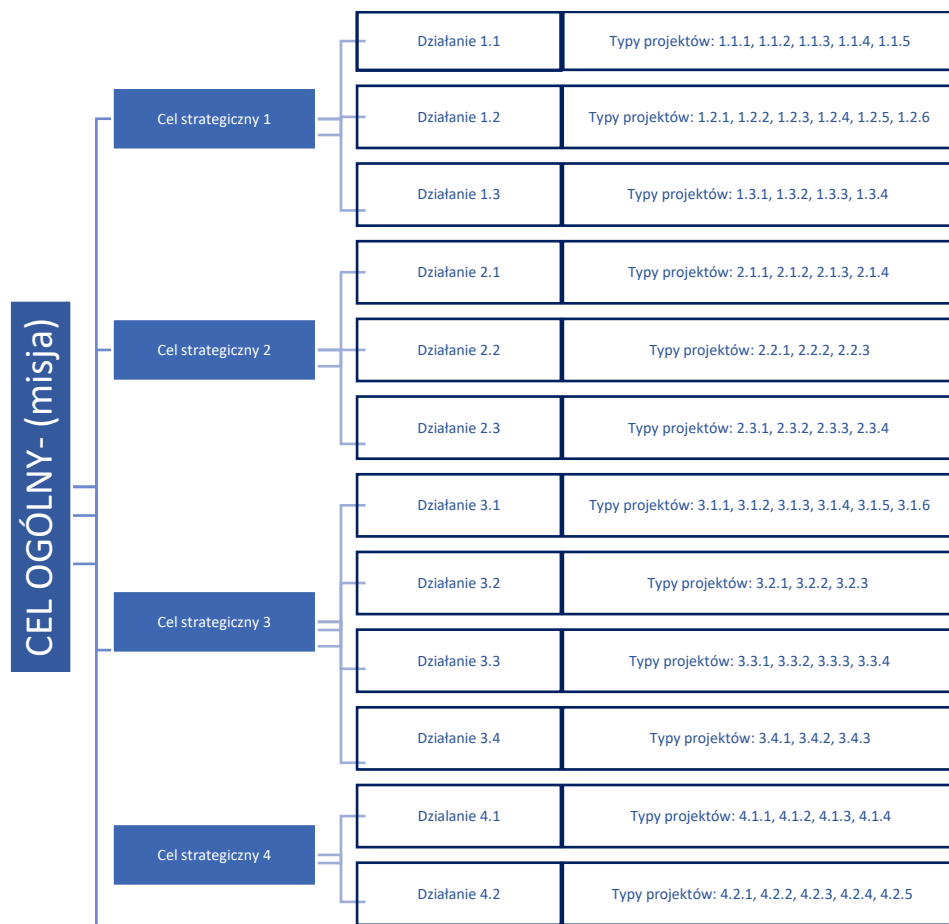 CEL OGÓLNY- (misja)
Cel strategiczny 1
Działanie 1.1
Typy projektów: 1.1.1, 1.1.2, 1.1.3, 1.1.4, 1.1.5
Działanie 1.2
Typy projektów: 1.2.1, 1.2.2, 1.2.3, 1.2.4, 1.2.5, 1.2.6
Działanie 1.3
Typy projektów: 1.3.1, 1.3.2, 1.3.3, 1.3.4
Cel strategiczny 2
Działanie 2.1
Typy projektów: 2.1.1, 2.1.2, 2.1.3, 2.1.4
Działanie 2.2
Typy projektów: 2.2.1, 2.2.2, 2.2.3
Działanie 2.3
Typy projektów: 2.3.1, 2.3.2, 2.3.3, 2.3.4
Cel strategiczny 3
Działanie 3.1
Typy projektów: 3.1.1, 3.1.2, 3.1.3, 3.1.4, 3.1.5, 3.1.6
Działanie 3.2
Typy projektów: 3.2.1, 3.2.2, 3.2.3
Działanie 3.3
Typy projektów: 3.3.1, 3.3.2, 3.3.3, 3.3.4
Działanie 3.4
Typy projektów: 3.4.1, 3.4.2, 3.4.3
Cel strategiczny 4
Dzialanie 4.1
Typy projektów: 4.1.1, 4.1.2, 4.1.3, 4.1.4
Działanie 4.2
Typy projektów: 4.2.1, 4.2.2, 4.2.3, 4.2.4, 4.2.5